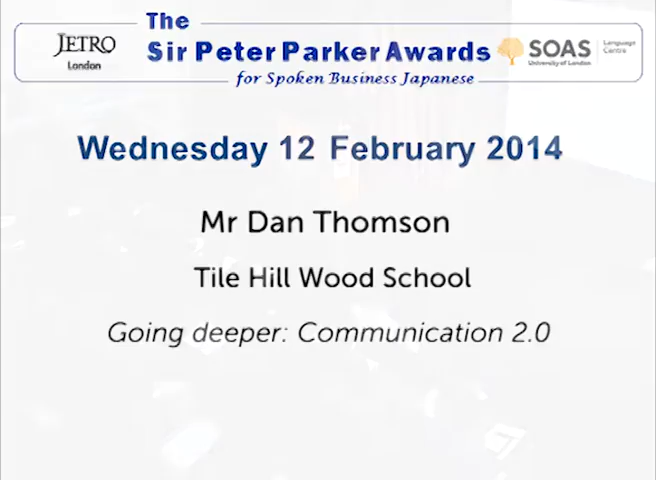 The
Sir Peter Parker Awards
for Spoken Business Japanese
JETRO
London
SOAS
University of London
Language
Centre
Wednesday 12 February 2014
Mr Dan Thomson
Tile Hill Wood School
Going deeper: Communication 2.0